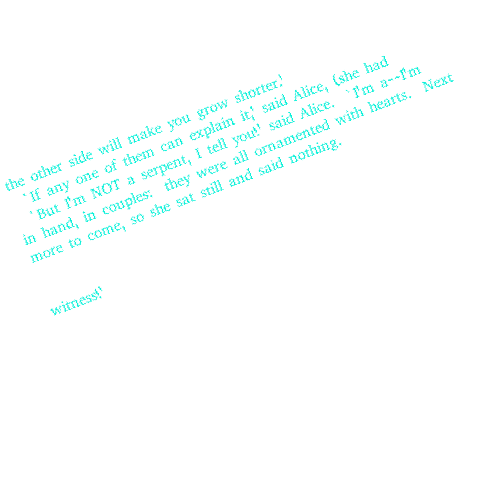 the other side will make you grow shorter.'
`If any one of them can explain it,' said Alice, (she had
`But I'm NOT a serpent, I tell you!' said Alice.  `I'm a--I'm
in hand, in couples:  they were all ornamented with hearts.  Next
more to come, so she sat still and said nothing.
witness!'